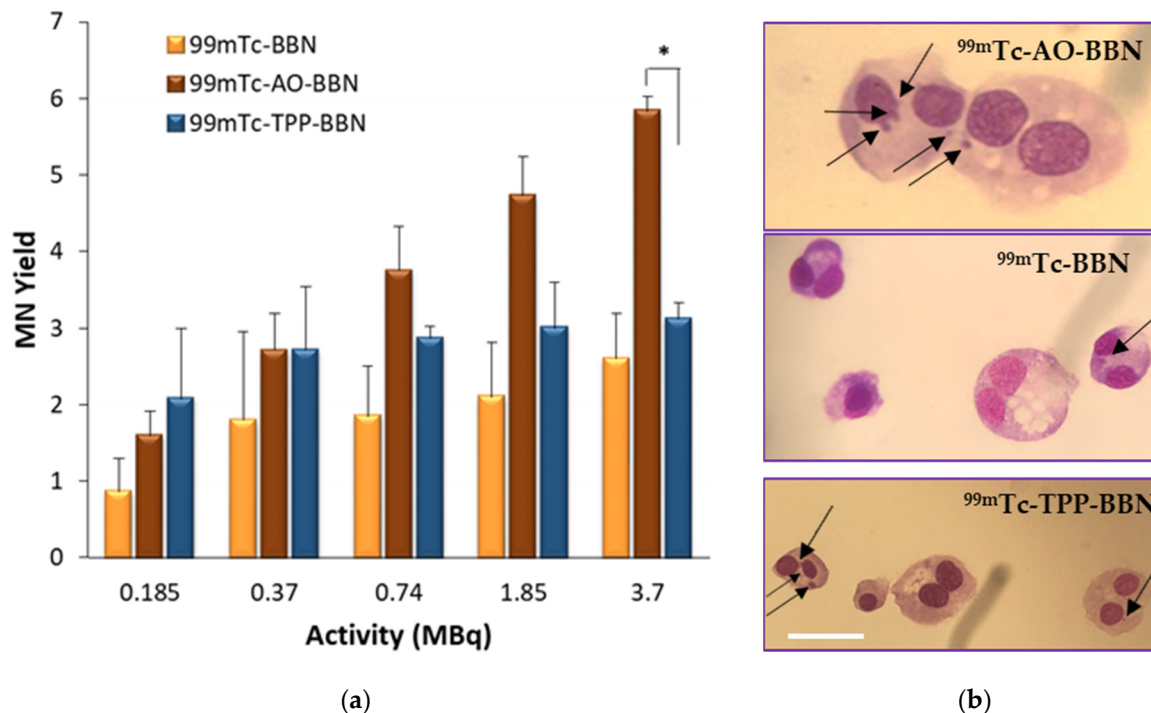 7
6
5
4
3
2
1
0
MN Yield
99mTc-BBN
99mTc-AO-BBN
99mTc-TPP-BBN
*
0.185 0.37 0.74 1.85 3.7
Activity (MBq)
(a)
⁹⁹ᵐTc-AO-BBN
⁹⁹ᵐTc-BBN
⁹⁹ᵐTc-TPP-BBN
(b)